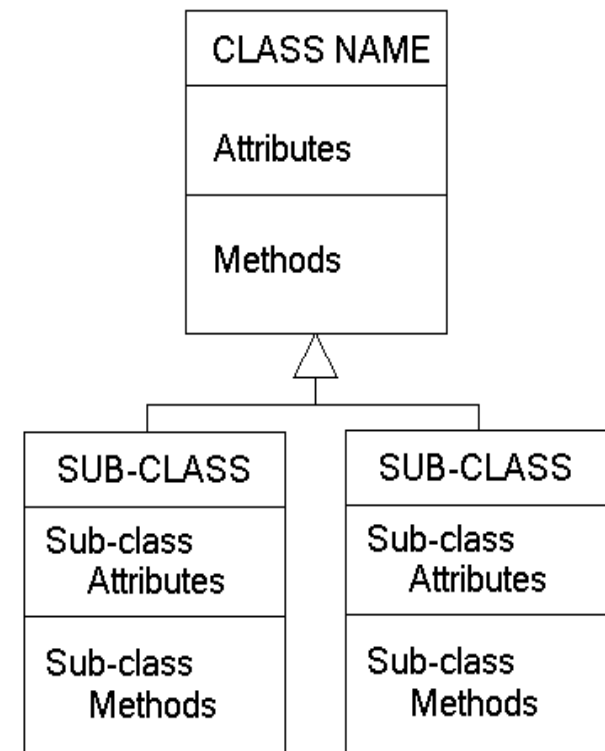 CLASS NAME
Attributes
Methods
SUB-CLASS
Sub-class
Attributes
Sub-class
Methods
SUB-CLASS
Sub-class
Attributes
Sub-class
Methods